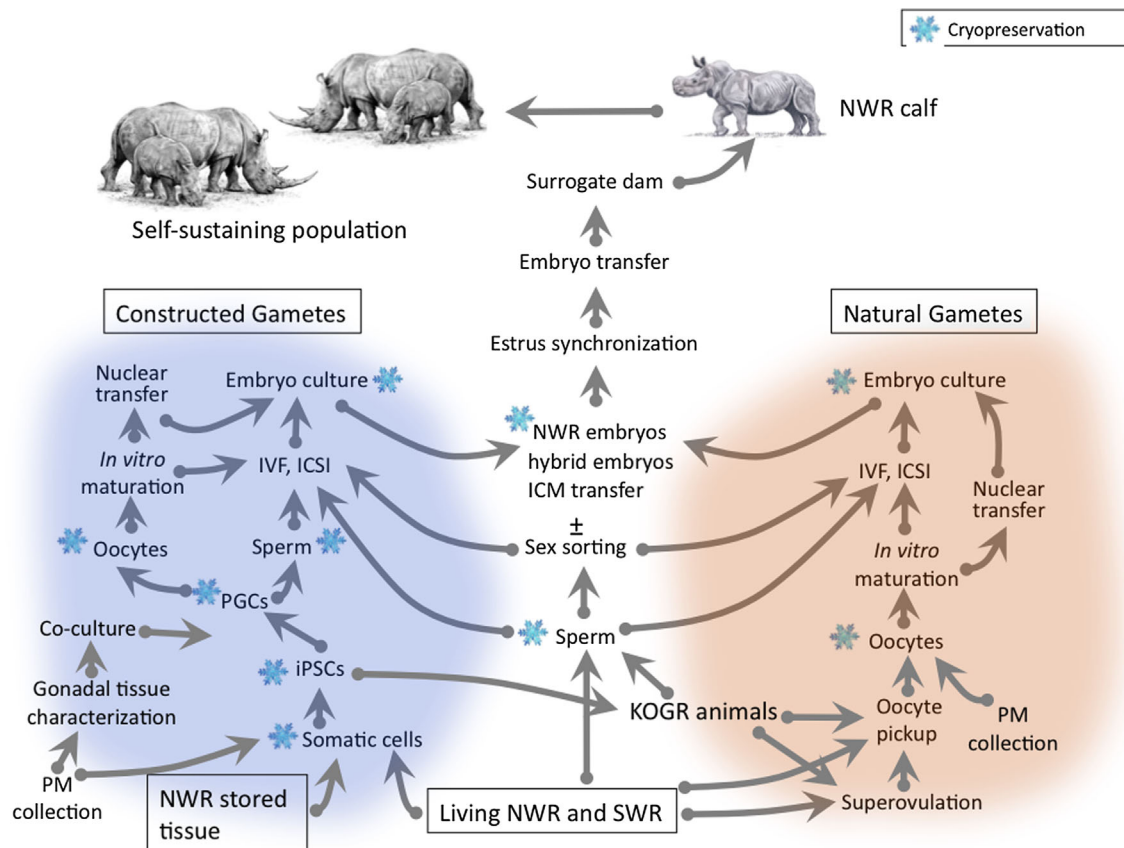 Cryopreservation
NWR calf
Surrogate dam
Self-sustaining population
Embryo transfer
Constructed Gametes
Natural Gametes
Estrus synchronization
Nuclear
transfer
Embryo culture
Embryo culture
NWR embryos
hybrid embryos
ICM transfer
In vitro
maturation
IVF, ICSI
IVF, ICSI
Nuclear
transfer
±
Sex sorting
Oocytes
Sperm
In vitro
maturation
PGCs
Co-culture
Sperm
Oocytes
iPSCs
Gonadal tissue
characterization
KOGR animals
Oocyte
pickup
PM
collection
Somatic cells
PM
collection
NWR stored
tissue
Living NWR and SWR
Superovulation